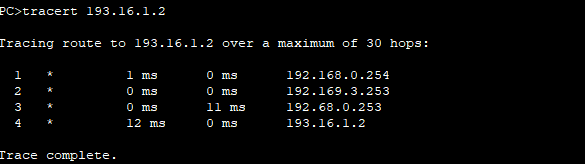 PC>tracert 193.16.1.2
Tracing route to 193.16.1.2 over a maximum of 30 hops:
1 * 1 ms 0 ms 192.168.0.254
2 * 0 ms 0 ms 192.169.3.253
3 * 0 ms 11 ms 192.68.0.253
4 * 12 ms 0 ms 193.16.1.2
Trace complete.